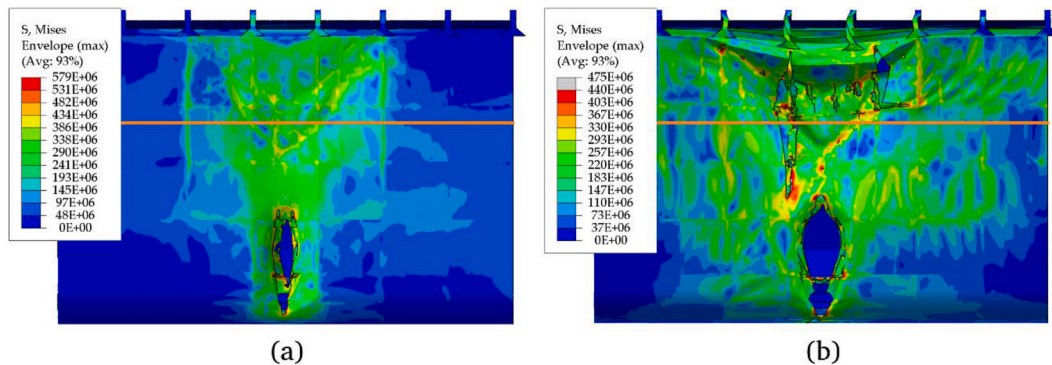 S, Mises
Envelope (max)
(Avg: 93%)
579E+06
531E+06
482E+06
434E+06
386E+06
338E+06
290E+06
241E+06
193E+06
145E+06
97E+06
48E+06
0E+00
(a)
S, Mises
Envelope (max)
(Avg: 93%)
475E+06
440E+06
403E+06
367E+06
330E+06
293E+06
257E+06
220E+06
183E+06
147E+06
110E+06
73E+06
37E+06
0E+00
(b)